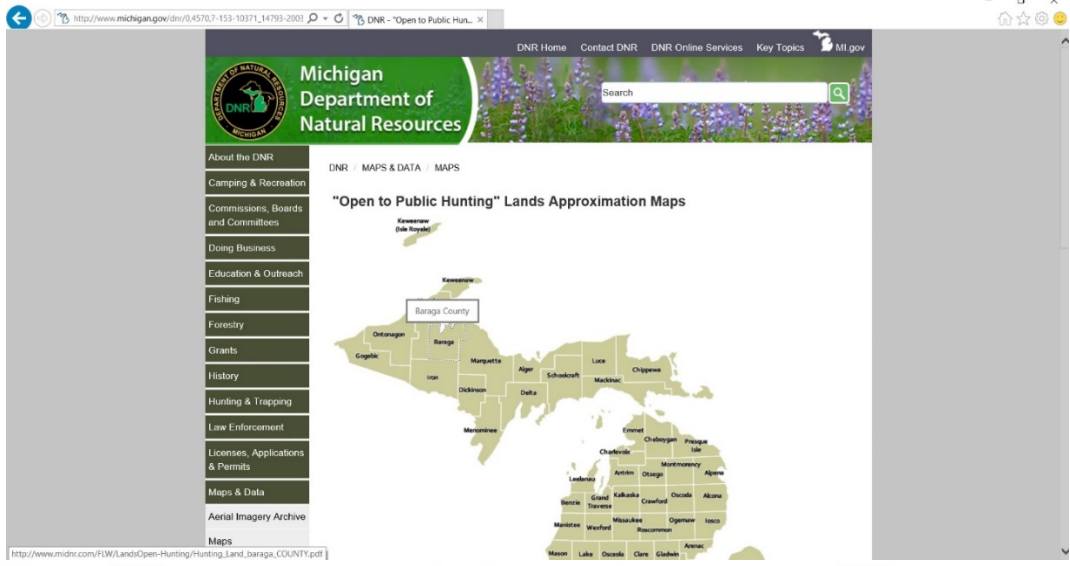 http://www.michigan.gov/dnr/0,4570,7-153-10371_14793-2003
DNR - "Open to Public Hun...
DNR Home Contact DNR DNR Online Services Key Topics MI.gov
DEPARTMENT OF NATURAL RESOURCES
DNR
MICHIGAN
Michigan
Department of
Natural Resources
Search
About the DNR
Camping & Recreation
Commissions, Boards
and Committees
Doing Business
Education & Outreach
Fishing
Forestry
Grants
History
Hunting & Trapping
Law Enforcement
Licenses, Applications
& Permits
Maps & Data
Aerial Imagery Archive
Maps
DNR / MAPS & DATA / MAPS
"Open to Public Hunting" Lands Approximation Maps
Keweenaw
(Isle Royale)
Keweenaw
Baraga County
Ontonagon
Baraga
Gogebic
Marquette
Iron
Dickinson
Menominee
Alger
Delta
Schoolcraft
Luce
Mackinac
Chippewa
Emmet
Cheboygan
Presque
Isle
Charlevoix
Montmorency
Leelanau
Antrim
Otsego
Alpena
Benzie
Grand
Traverse
Kalkaska
Crawford
Oscoda
Alcona
Manistee
Wexford
Missaukee
Roscommon
Ogemaw
Iosco
Arenac
Mason
Lake
Osceola
Clare
Gladwin
http://www.midnr.com/FLW/LandsOpen-Hunting/Hunting_Land_baraga_COUNTY.pdf